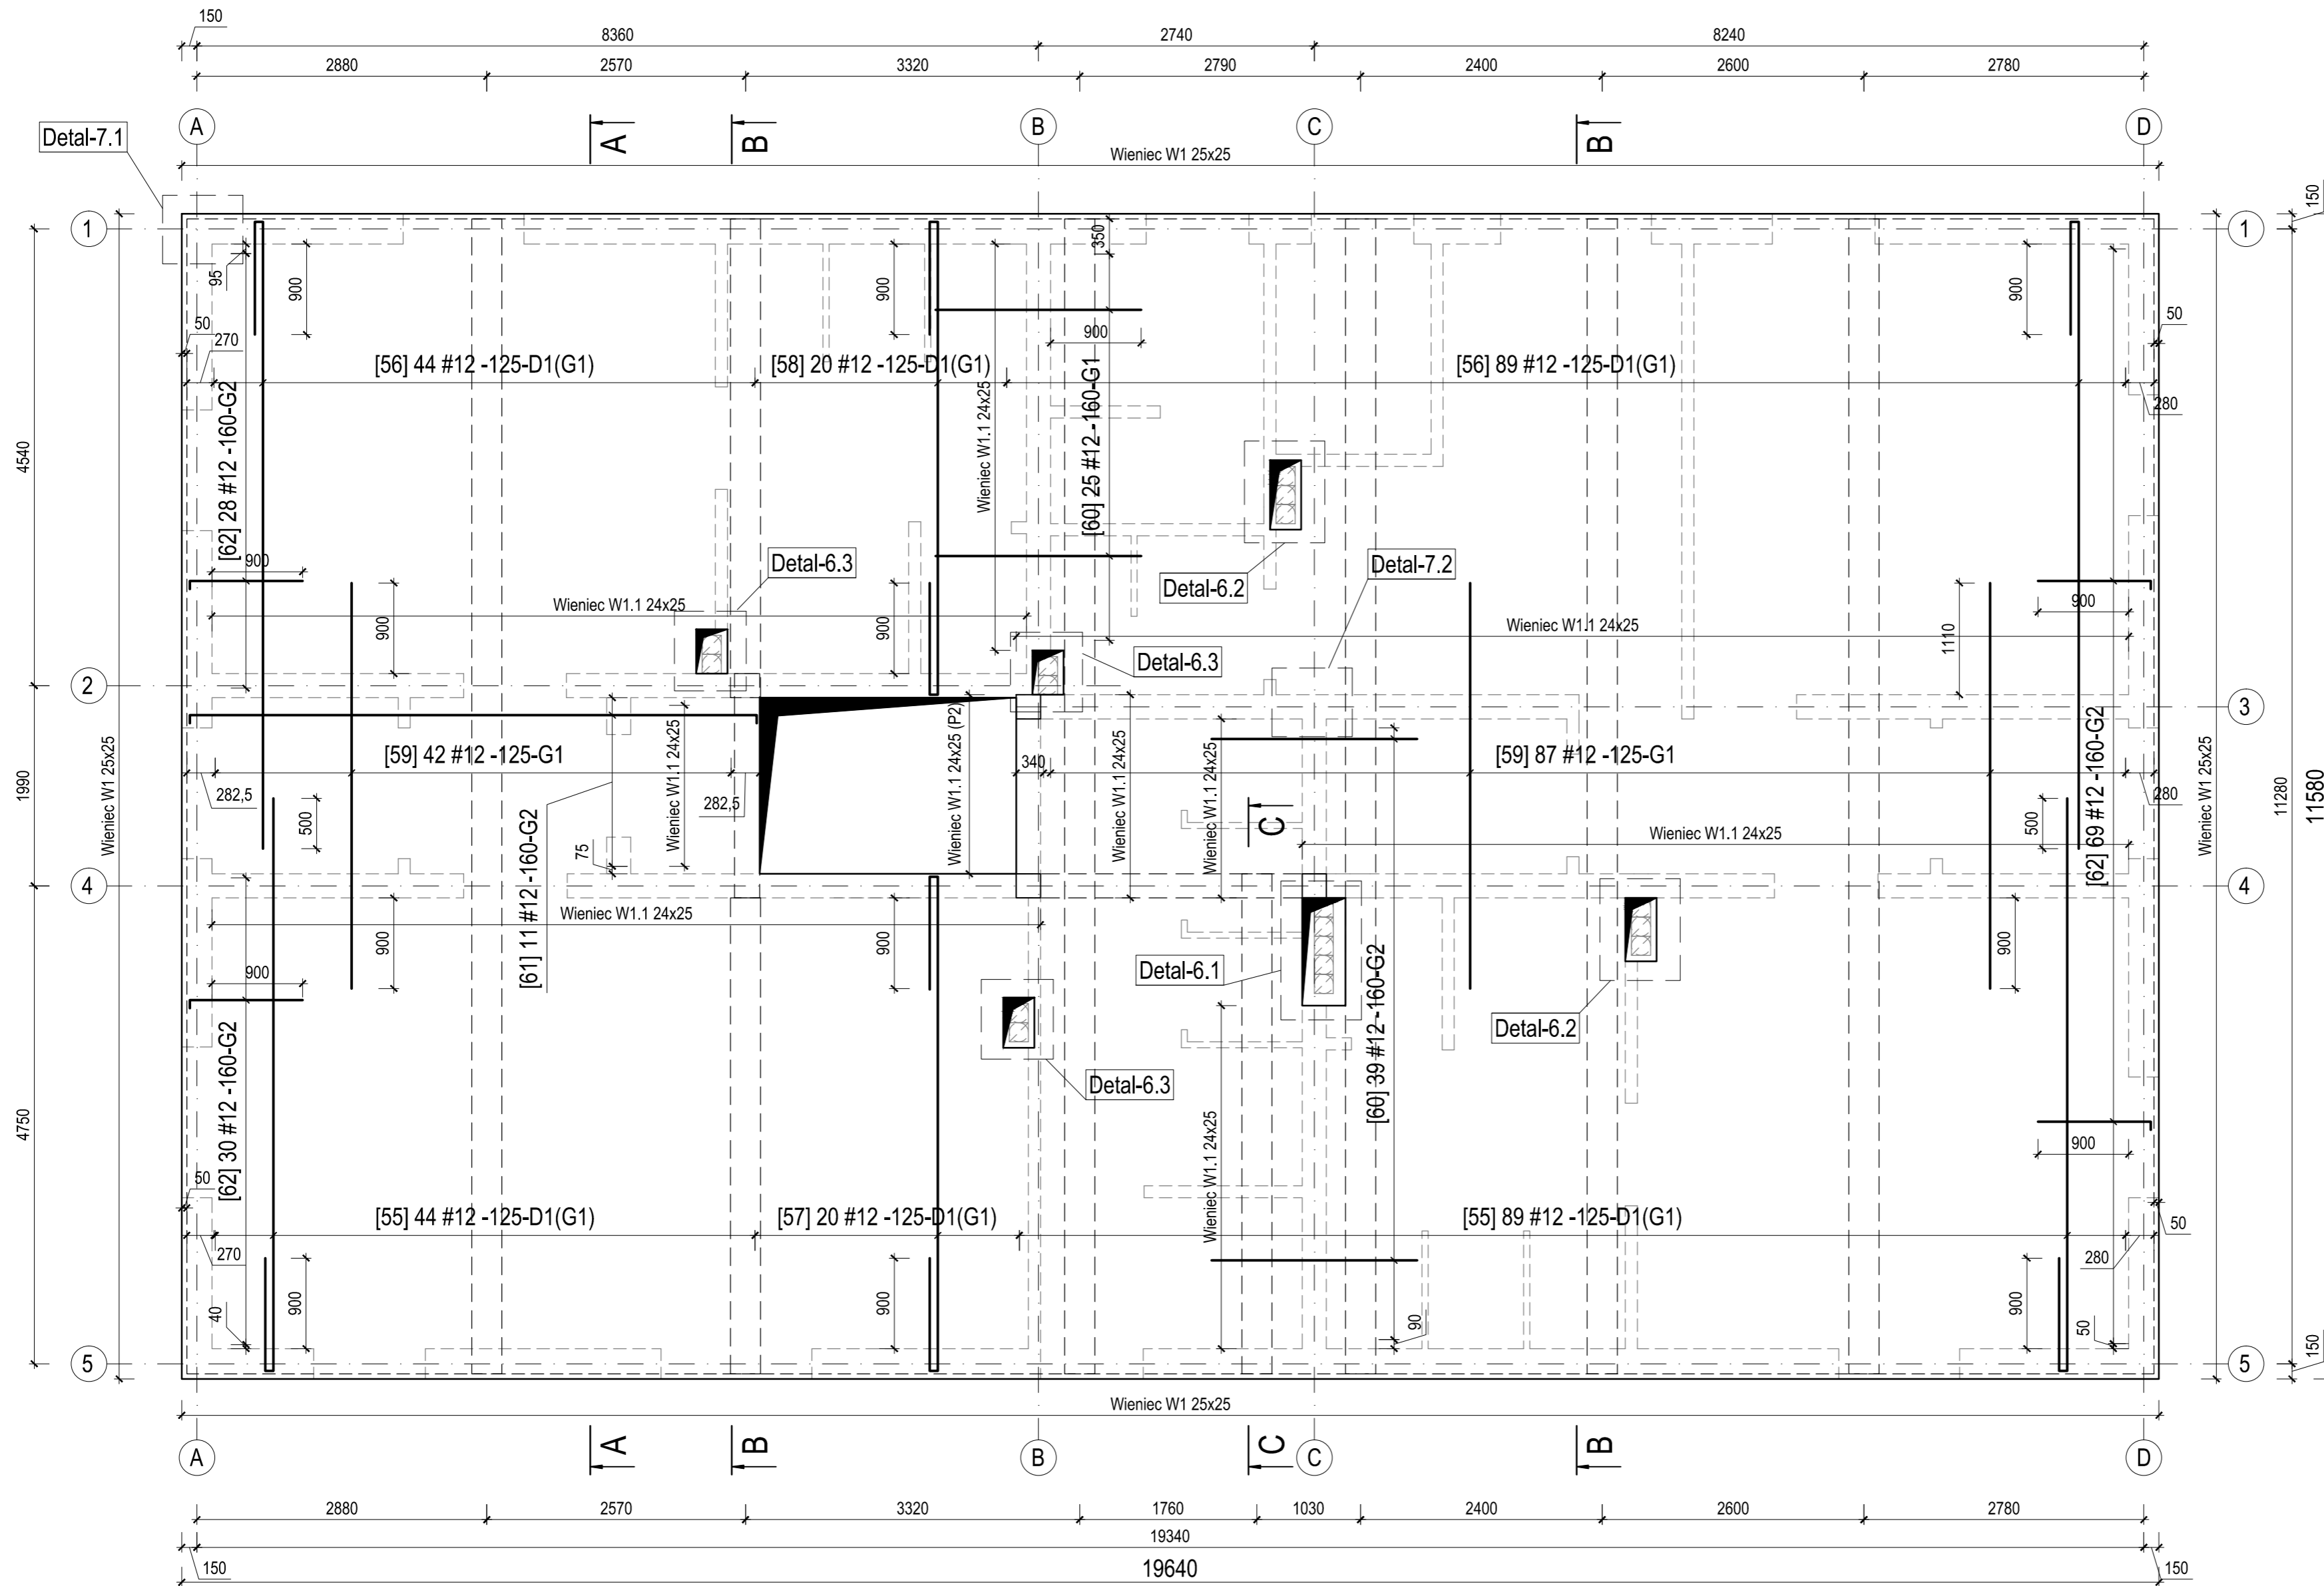 150
8360
2740
8240
2880
2570
3320
2790
2400
2600
2780
A
B
C
D
Detal-7.1
A
B
B
Wieniec W1 25x25
150
1
1
350
95
900
900
900
50
50
270
900
[56] 44 #12 -125-D1(G1)
[58] 20 #12 -125-D1(G1)
[56] 89 #12 -125-D1(G1)
280
[62] 28 #12 -160-G2
Wieniec W1.1 24x25
[60] 25 #12 -160-G1
4540
Detal-6.3
Detal-7.2
900
Detal-6.2
900
Wieniec W1.1 24x25
900
900
Wieniec W1.1 24x25
1110
Detal-6.3
2
3
Wieniec W1 25x25
1990
[59] 42 #12 -125-G1
Wieniec W1.1 24x25
Wieniec W1.1 24x25 (P2)
340
Wieniec W1.1 24x25
Wieniec W1.1 24x25
[59] 87 #12 -125-G1
[62] 69 #12 -160-G2
Wieniec W1 25x25
11280
11580
282,5
282,5
280
500
C
500
Wieniec W1.1 24x25
75
4
4
[61] 11 #12 -160-G2
Wieniec W1.1 24x25
900
900
900
900
Detal-6.1
[60] 39 #12 -160-G2
Detal-6.2
Detal-6.3
4750
[62] 30 #12 -160-G2
900
Wieniec W1.1 24x25
50
[55] 44 #12 -125-D1(G1)
[57] 20 #12 -125-D1(G1)
[55] 89 #12 -125-D1(G1)
50
270
280
40
900
900
90
900
50
150
5
5
Wieniec W1 25x25
A
B
C
B
A
B
C
D
2880
2570
3320
1760
1030
2400
2600
2780
19340
150
19640
150